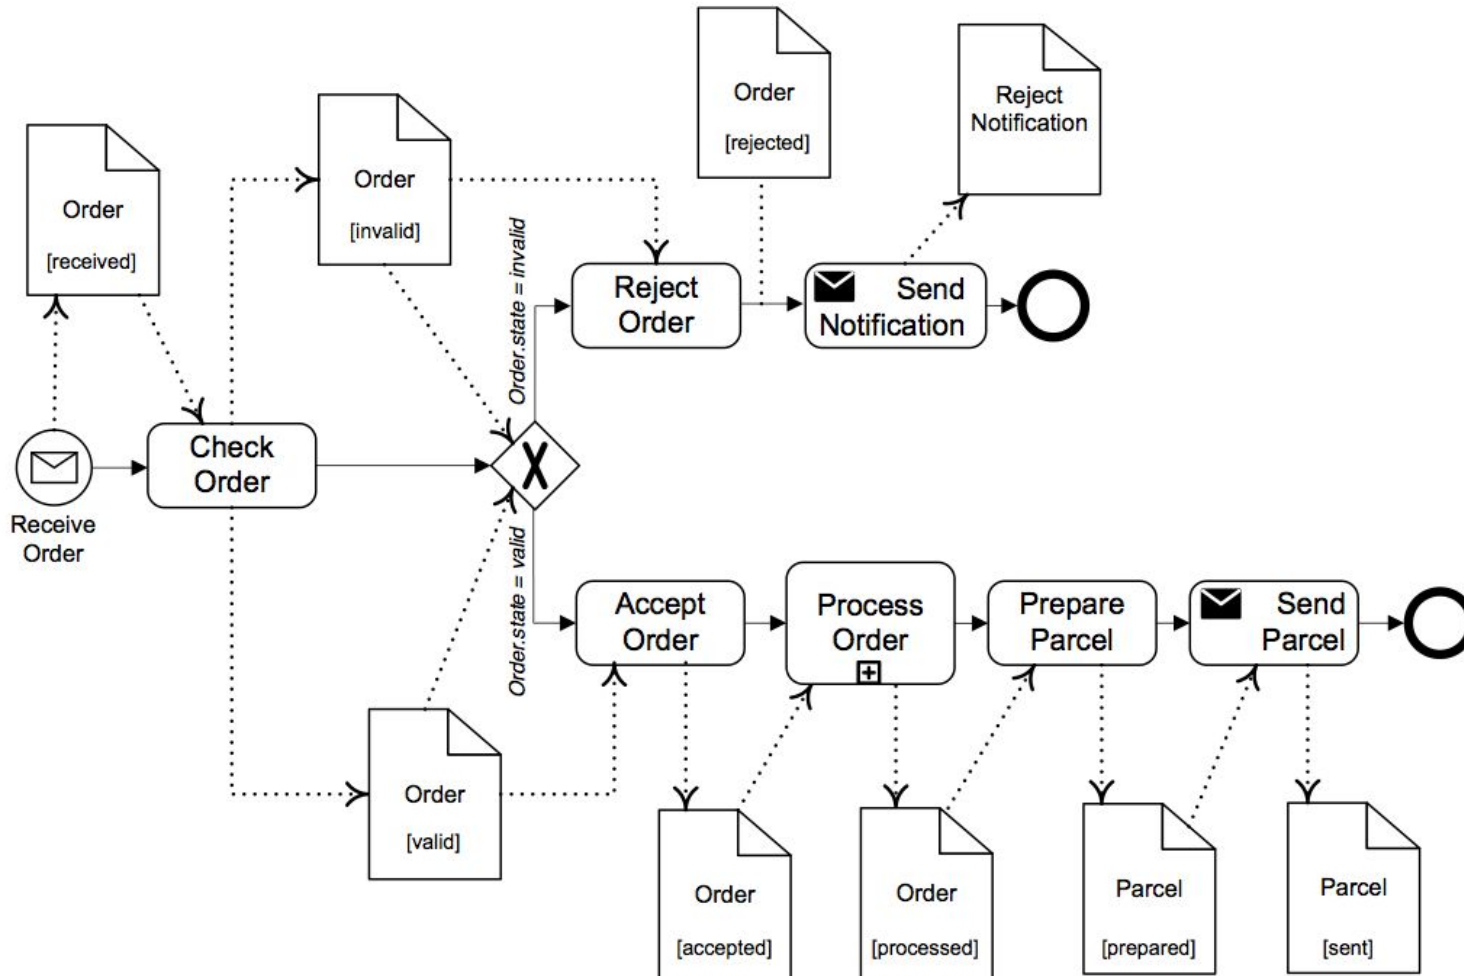 Order
[rejected]
Reject
Notification
Order
[invalid]
Order
[received]
Order.state = invalid
Reject
Order
Send
Notification
Check
Order
Receive
Order
Order.state = valid
Accept
Order
Process
Order
Prepare
Parcel
Send
Parcel
Order
[valid]
Order
[accepted]
Order
[processed]
Parcel
[prepared]
Parcel
[sent]